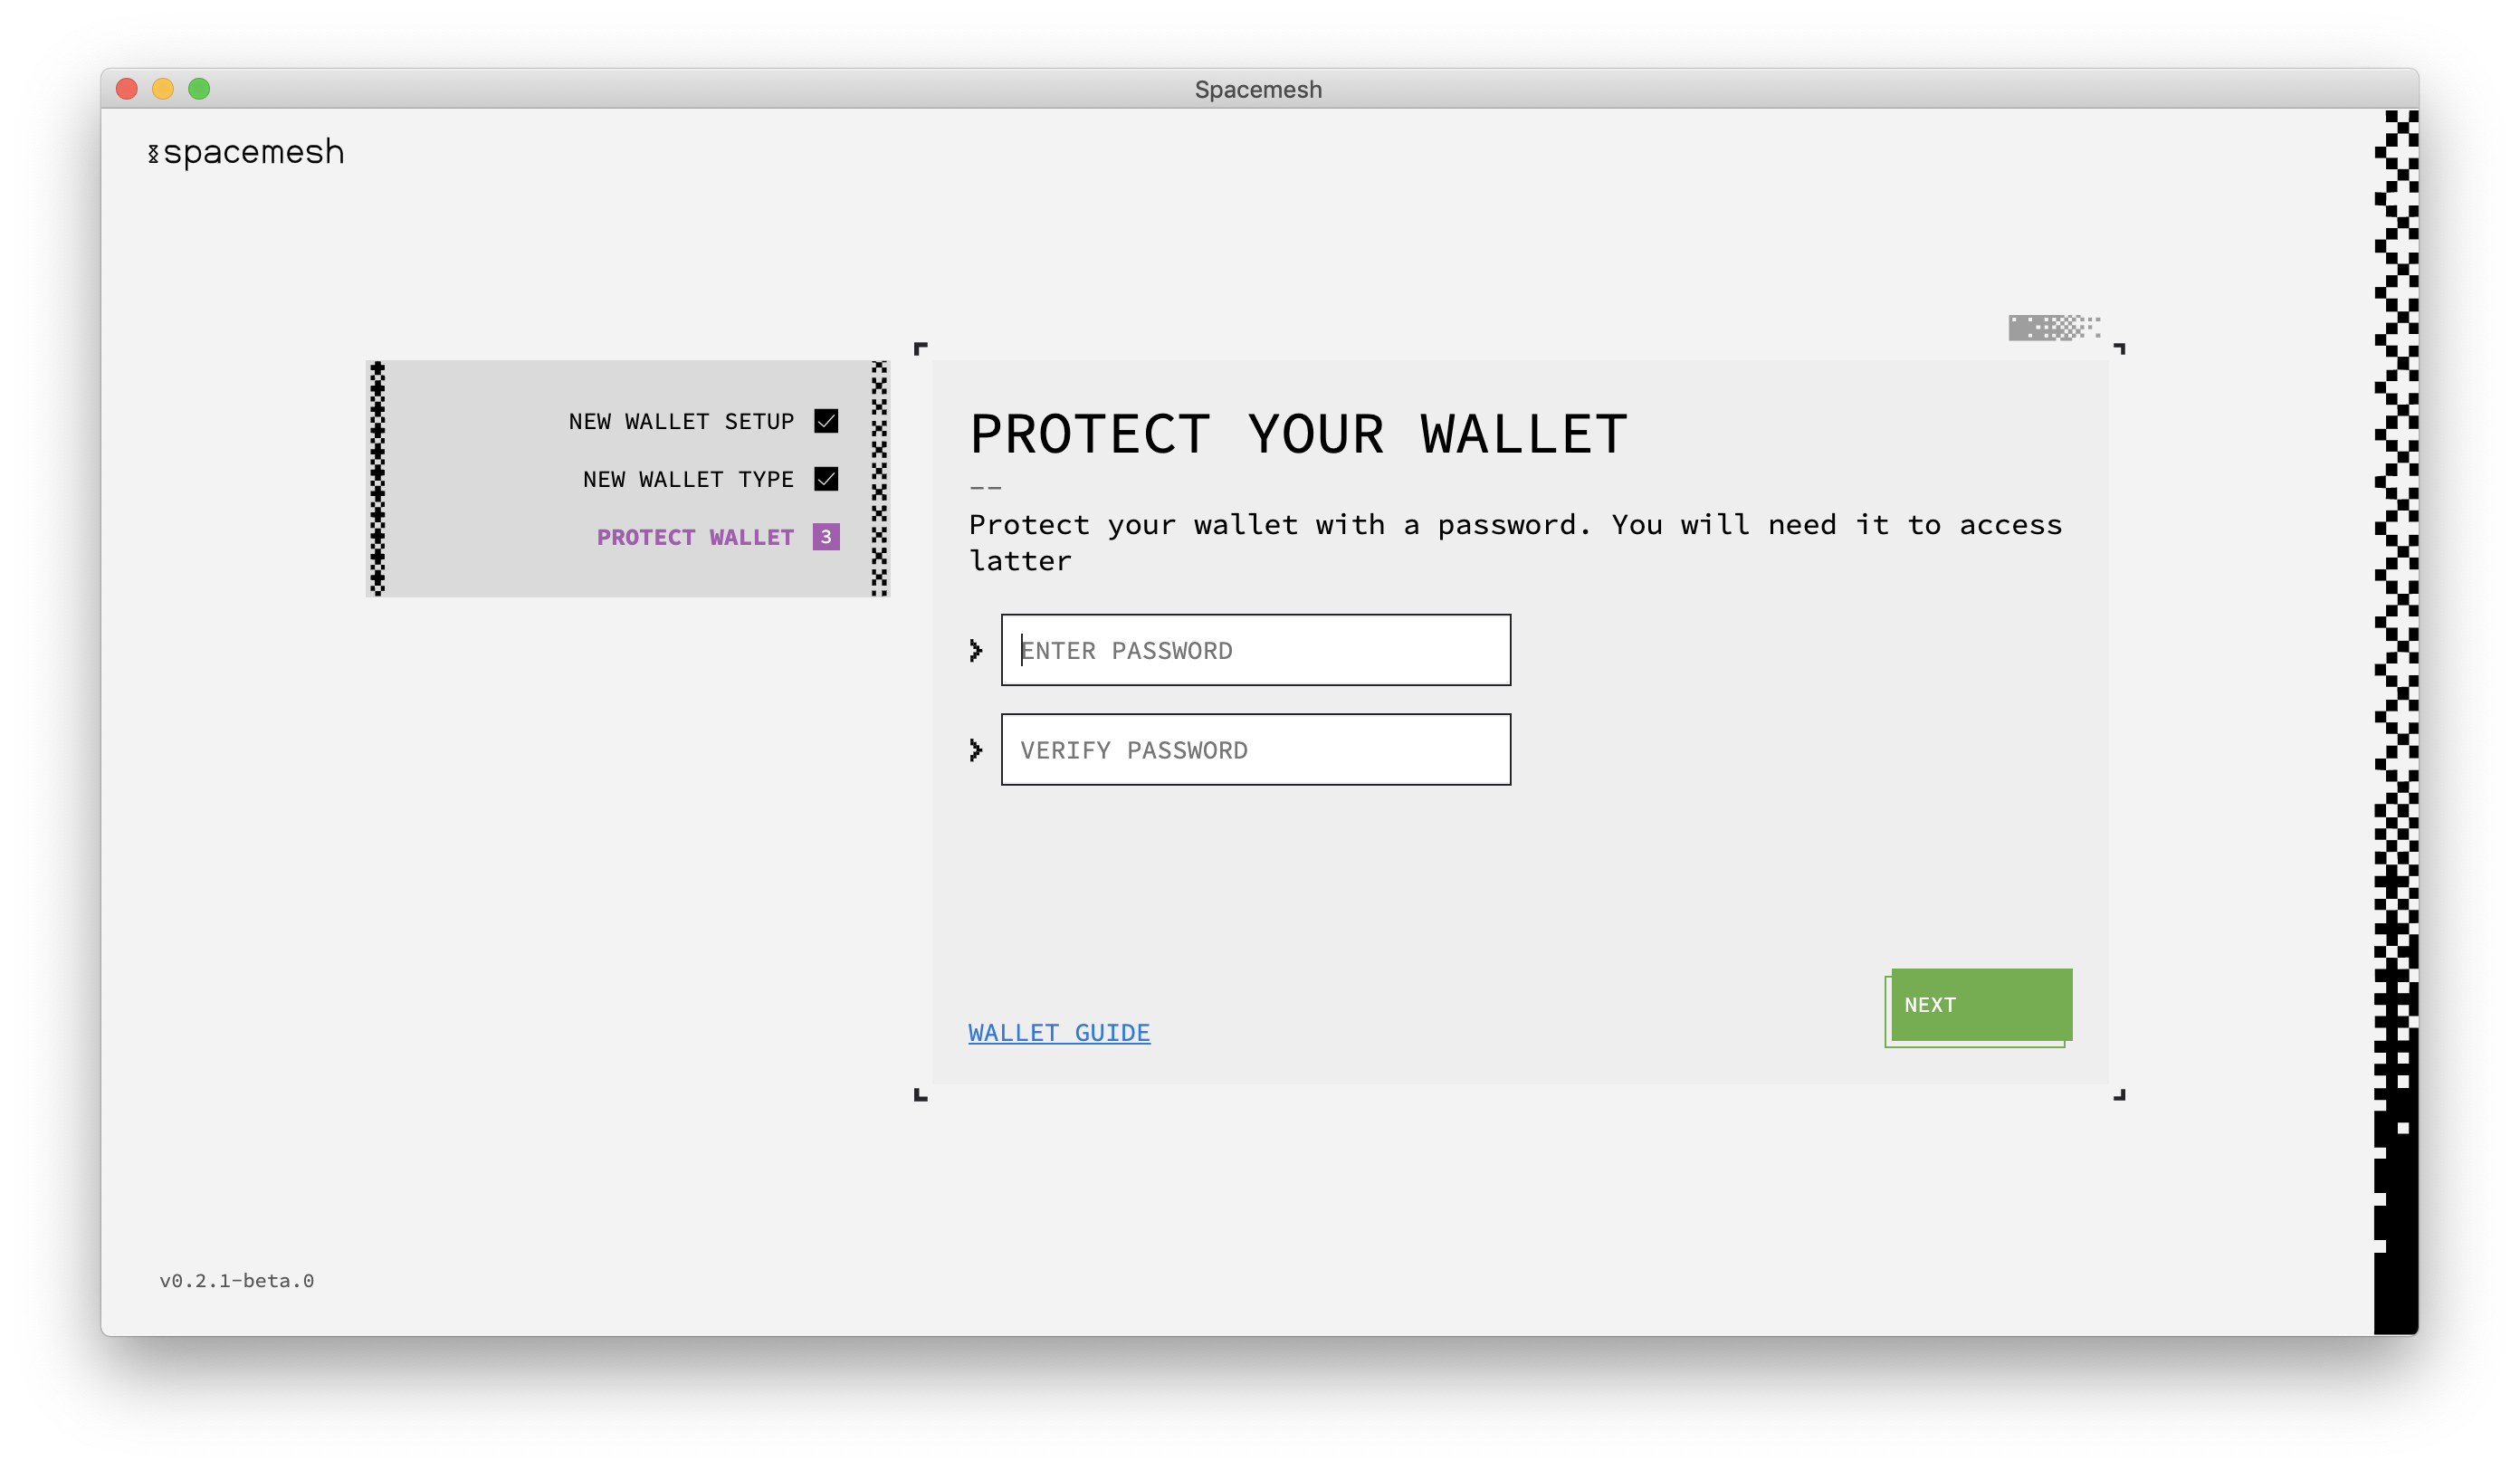 Spacemesh
spacemesh
NEW WALLET SETUP
NEW WALLET TYPE
PROTECT WALLET 3
PROTECT YOUR WALLET
--
Protect your wallet with a password. You will need it to access
latter
ENTER PASSWORD
VERIFY PASSWORD
WALLET GUIDE
NEXT
v0.2.1-beta.0